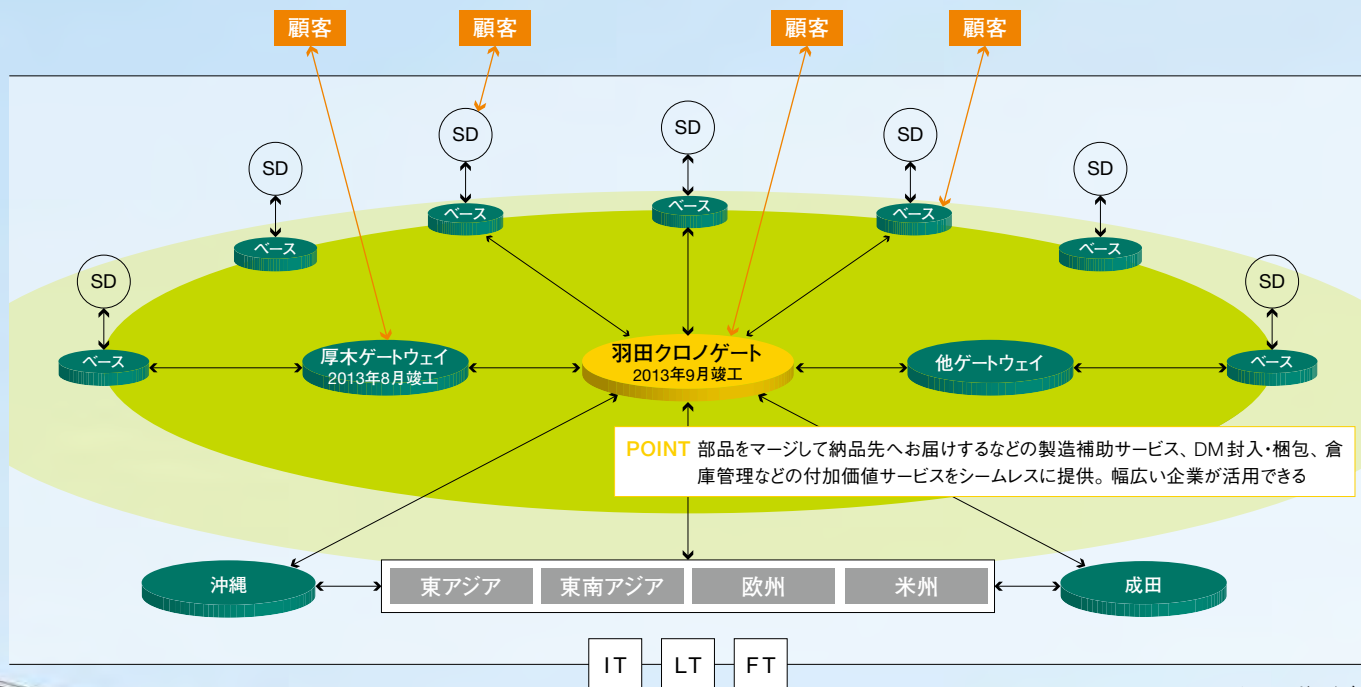 顧客
顧客
顧客
顧客
SD
SD
SD
SD
SD
SD
SD
ベース
ベース
ベース
ベース
ベース
ベース
ベース
厚木ゲートウェイ
2013年8月竣工
羽田クロノゲート
2013年9月竣工
他ゲートウェイ
ベース
POINT 部品をマージして納品先へお届けするなどの製造補助サービス、DM封入・梱包、倉
庫管理などの付加価値サービスをシームレスに提供。幅広い企業が活用できる
沖縄
東アジア
東南アジア
欧州
米州
成田
IT
LT
FT